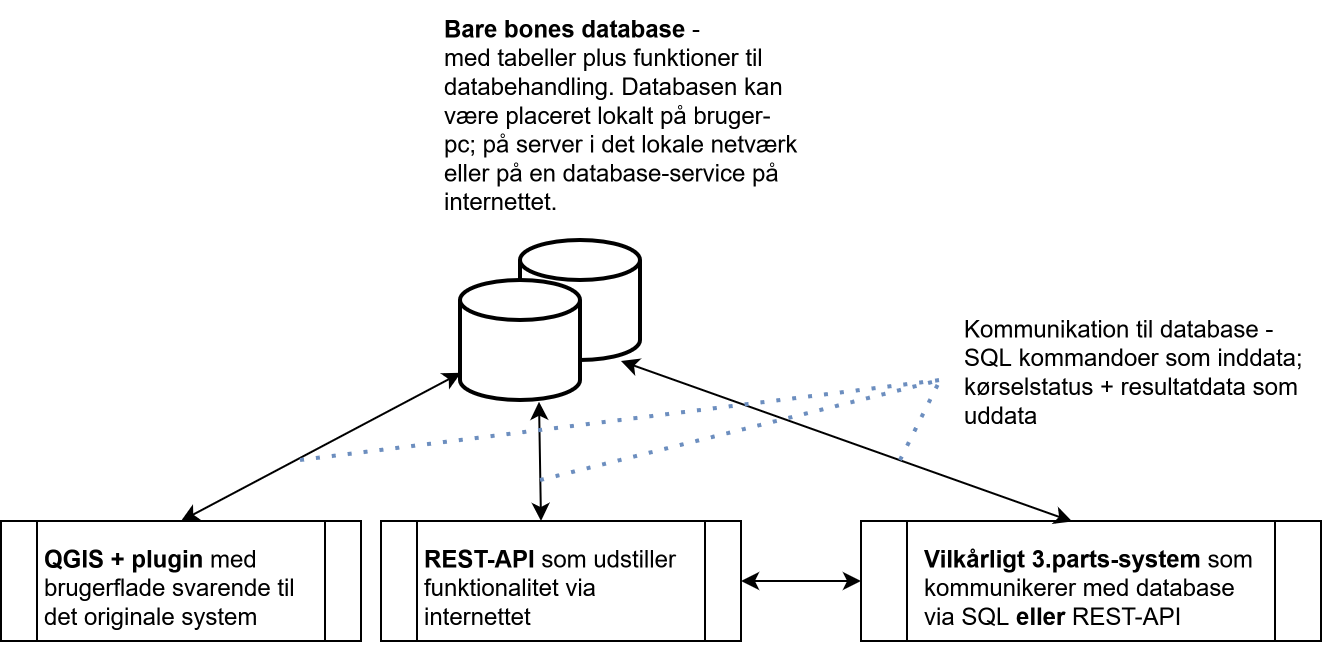 Bare bones database -
med tabeller plus funktioner til
databehandling. Databasen kan
være placeret lokalt på bruger-
pc; på server i det lokale netværk
eller på en database-service på
internettet.
Kommunikation til database -
SQL kommandoer som inddata;
kørselstatus + resultatdata som
uddata
QGIS + plugin med
brugerflade svarende til
det originale system
REST-API som udstiller
funktionalitet via
internettet
Vilkårligt 3.parts-system som
kommunikerer med database
via SQL eller REST-API